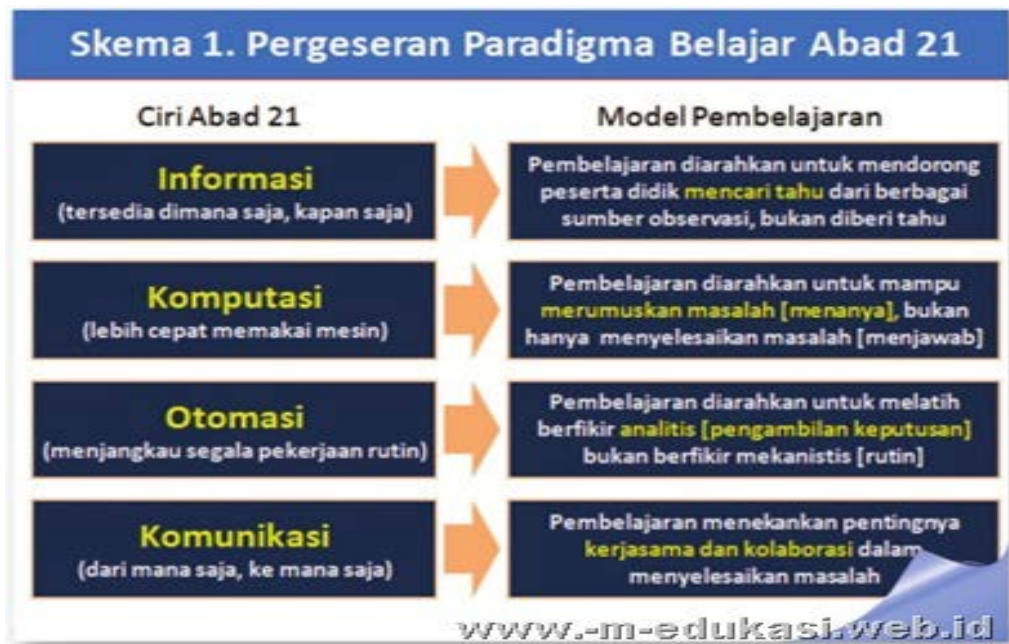 Skema 1. Pergeseran Paradigma Belajar Abad 21
Ciri Abad 21
Model Pembelajaran
Informasi
(tersedia dimana saja, kapan saja)
Pembelajaran diarahkan untuk mendorong
peserta didik mencari tahu dari berbagai
sumber observasi, bukan diberi tahu
Komputasi
(lebih cepat memakai mesin)
Pembelajaran diarahkan untuk mampu
merumuskan masalah [menanya], bukan
hanya menyelesaikan masalah [menjawab]
Otomasi
(menjangkau segala pekerjaan rutin)
Pembelajaran diarahkan untuk melatih
berfikir analitis [pengambilan keputusan]
bukan berfikir mekanistis [rutin]
Komunikasi
(dari mana saja, ke mana saja)
Pembelajaran menekankan pentingnya
kerjasama dan kolaborasi dalam
menyelesaikan masalah
www.-m-edukasi.web.id